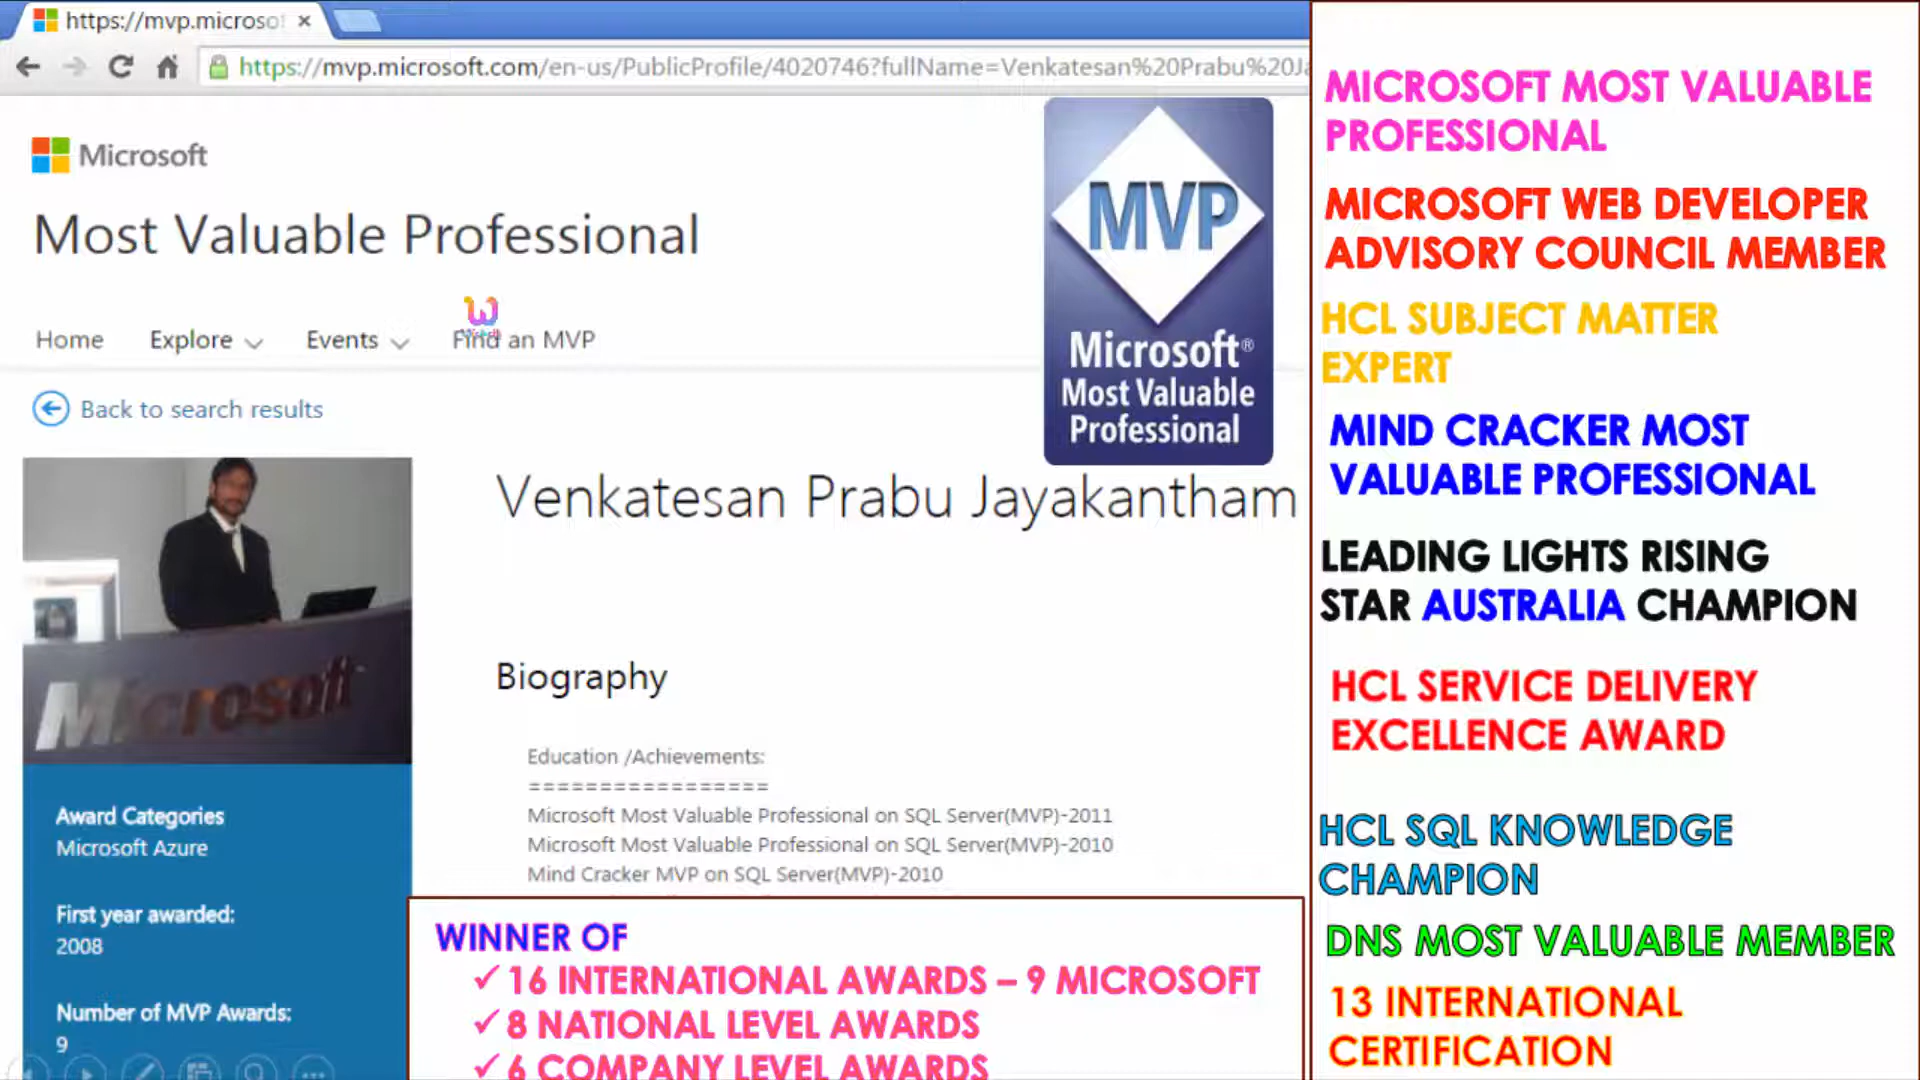 https://mvp.microsof
https://mvp.microsoft.com/en-us/PublicProfile/4020746?fullName=Venkatesan%20Prabu%20Ja
Microsoft
Most Valuable Professional
Home Explore Events Find an MVP
Back to search results
MVP
Microsoft®
Most Valuable
Professional
Venkatesan Prabu Jayakantham
Biography
Education /Achievements:
=================
Microsoft Most Valuable Professional on SQL Server(MVP)-2011
Microsoft Most Valuable Professional on SQL Server(MVP)-2010
Mind Cracker MVP on SQL Server(MVP)-2010
Microsoft
Award Categories
Microsoft Azure
First year awarded:
2008
Number of MVP Awards:
9
WINNER OF
✓ 16 INTERNATIONAL AWARDS – 9 MICROSOFT
✓ 8 NATIONAL LEVEL AWARDS
✓ 6 COMPANY LEVEL AWARDS
MICROSOFT MOST VALUABLE
PROFESSIONAL
MICROSOFT WEB DEVELOPER
ADVISORY COUNCIL MEMBER
HCL SUBJECT MATTER
EXPERT
MIND CRACKER MOST
VALUABLE PROFESSIONAL
LEADING LIGHTS RISING
STAR AUSTRALIA CHAMPION
HCL SERVICE DELIVERY
EXCELLENCE AWARD
HCL SQL KNOWLEDGE
CHAMPION
DNS MOST VALUABLE MEMBER
13 INTERNATIONAL
CERTIFICATION